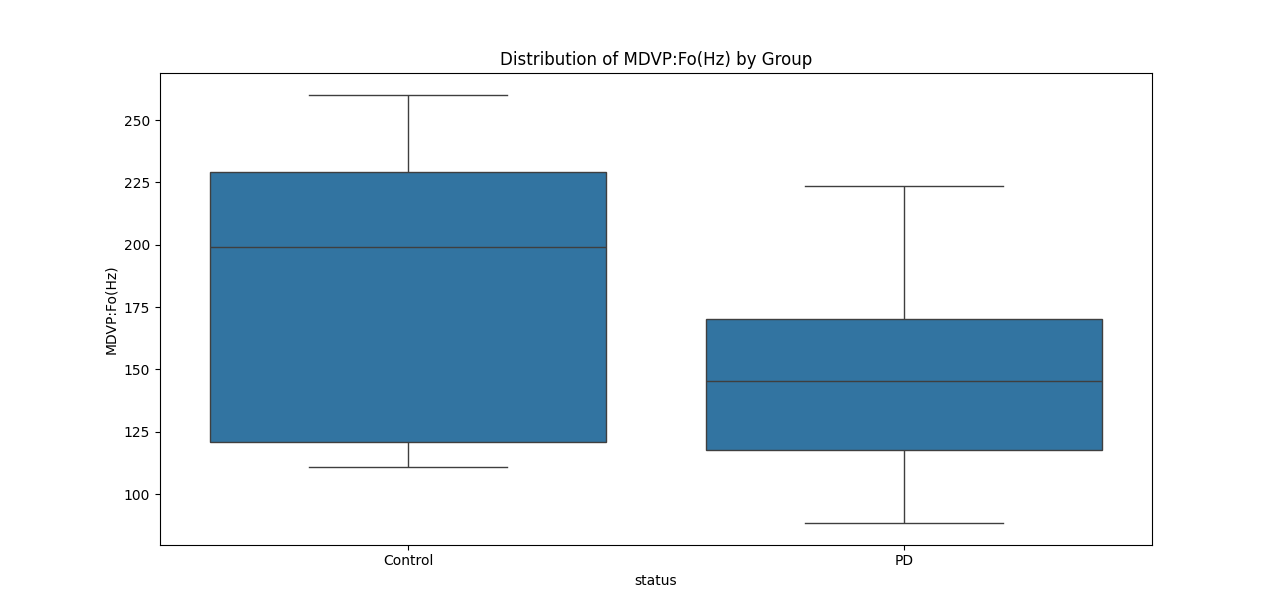 Distribution of MDVP:Fo(Hz) by Group
MDVP:Fo(Hz)
250
225
200
175
150
125
100
Control
PD
status